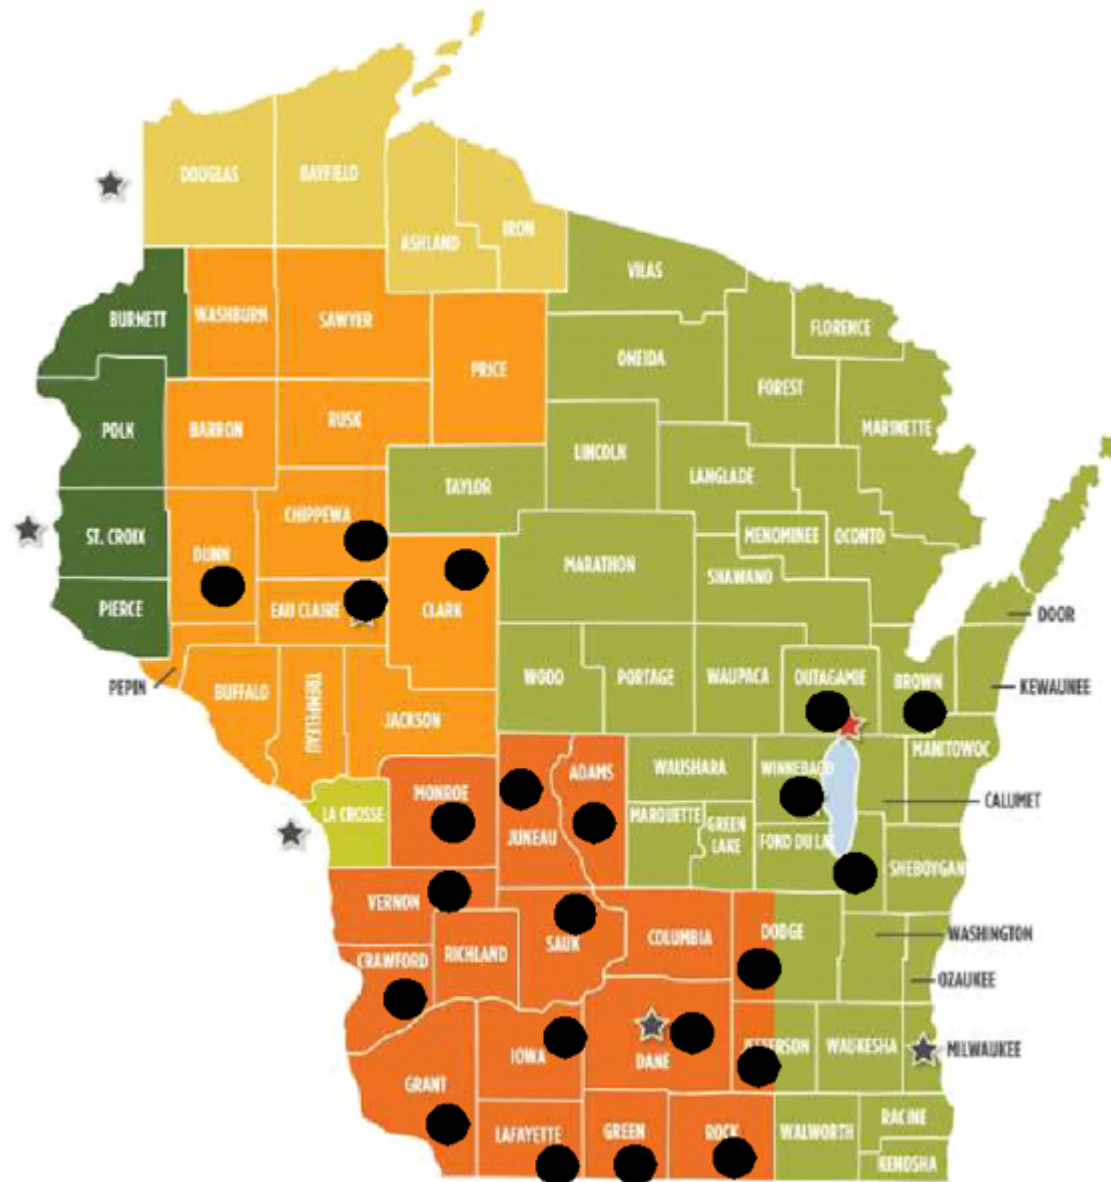 DOUGLAS
BAYFIELD
ASHLAND
IRON
VILAS
BURNETT
WASHBURN
SAWYER
FLORENCE
ONEIDA
PRICE
FOREST
POLK
BARRON
RUSK
MARINETTE
LINCOLN
LANGLADE
TAYLOR
CHIPPEWA
ST. CROIX
DUNN
MENOMINEE
OCONTO
MARATHON
SHAWANO
PIERCE
EAU CLAIRE
CLARK
DOOR
PEPIN
BUFFALO
TREMPELEAU
WOOD
PORTAGE
WAUPACA
OUTAGAMIE
BROWN
KEWAUNEE
JACKSON
MANITOWOC
ADAMS
WAUSHARA
WINNEBAGO
MONROE
CALUMET
LA CROSSE
MARQUETTE
GREEN
LAKE
JUNEAU
FOND DU LAC
SHEBOYGAN
VERNON
SAUK
COLUMBIA
DODGE
WASHINGTON
CRAWFORD
RICHLAND
OZAUKEE
IOWA
DANE
JEFFERSON
WAUKESHA
MILWAUKEE
GRANT
LAFAYETTE
GREEN
ROCK
WALWORTH
RACINE
KENOSHA